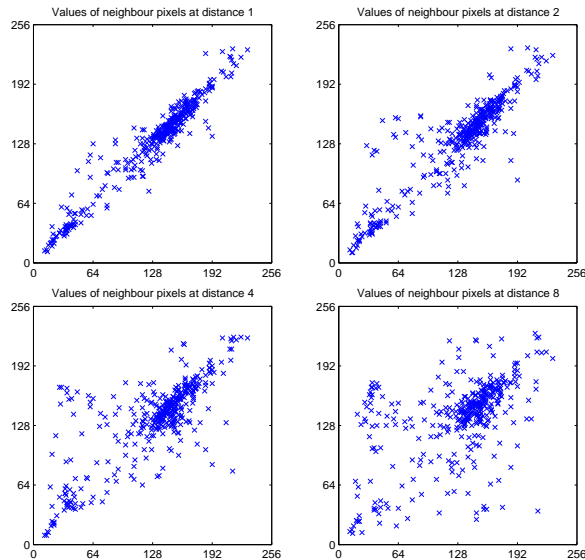 Values of neighbour pixels at distance 1
256
192
128
64
0
0 64 128 192 256
Values of neighbour pixels at distance 2
256
192
128
64
0
0 64 128 192 256
Values of neighbour pixels at distance 4
256
192
128
64
0
0 64 128 192 256
Values of neighbour pixels at distance 8
256
192
128
64
0
0 64 128 192 256